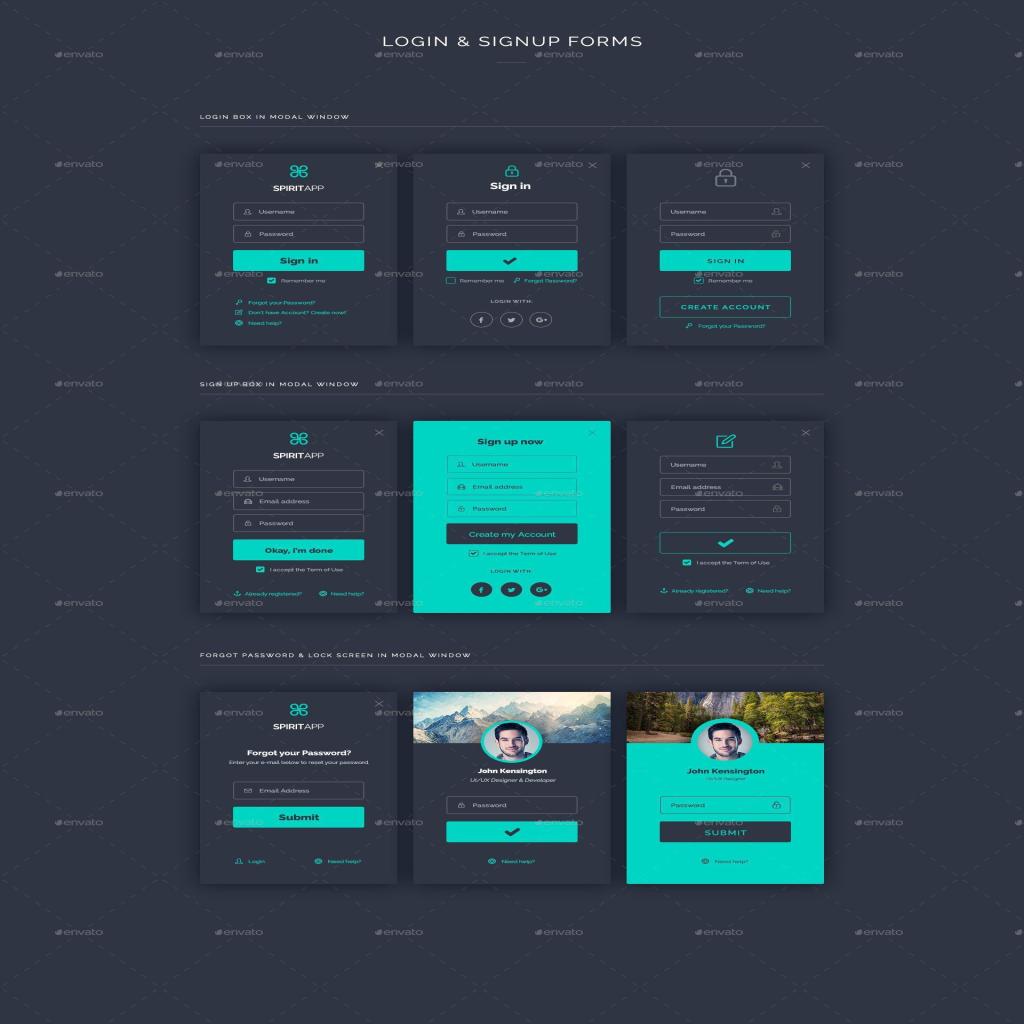 LOGIN & SIGNUP FORMS
LOGIN BOX IN MODAL WINDOW
SPIRITAPP
Username
Password
Sign in
Remember me
Forgot your Password?
Don't have Account? Create now!
Need help?
Sign in
Username
Password
Remember me
Forgot Password?
LOGIN WITH:
Username
Password
SIGN IN
Remember me
CREATE ACCOUNT
Forgot your Password?
SIGN UP BOX IN MODAL WINDOW
SPIRITAPP
Username
Email address
Password
Okay, i'm done
I accept the Term of Use
Already registered?
Need help?
Sign up now
Username
Email address
Password
Create my Account
I accept the Term of Use
LOGIN WITH:
Username
Email address
Password
I accept the Term of Use
Already registered?
Need help?
FORGOT PASSWORD & LOCK SCREEN IN MODAL WINDOW
SPIRITAPP
Forgot your Password?
Enter your e-mail below to reset your password.
Email Address
Submit
Login
Need help?
John Kensington
UI/UX Designer & Developer
Password
Need help?
John Kensington
UI/UX Designer
Password
SUBMIT
Need help?
envato